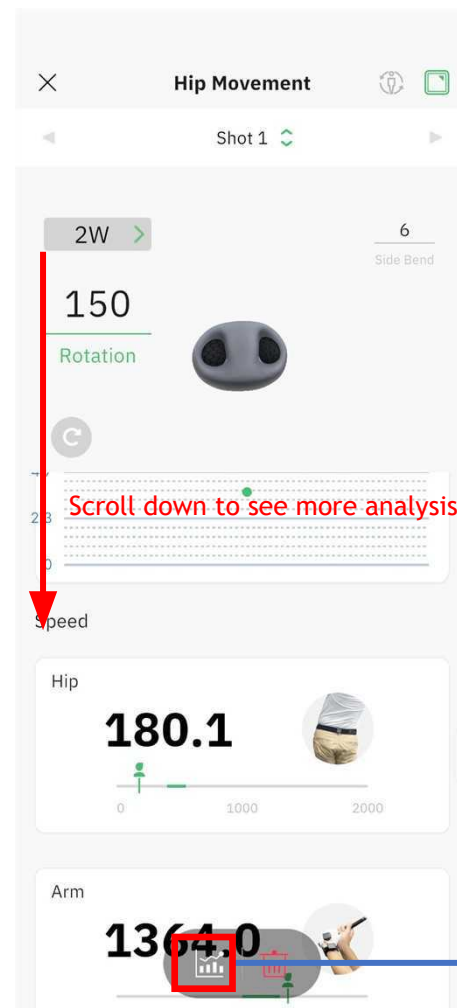 Hip Movement
Shot 1
2W >
6
Side Bend
150
Rotation
Scroll down to see more analysis
0
Speed
Hip
180.1
0 1000 2000
Arm
1364.0